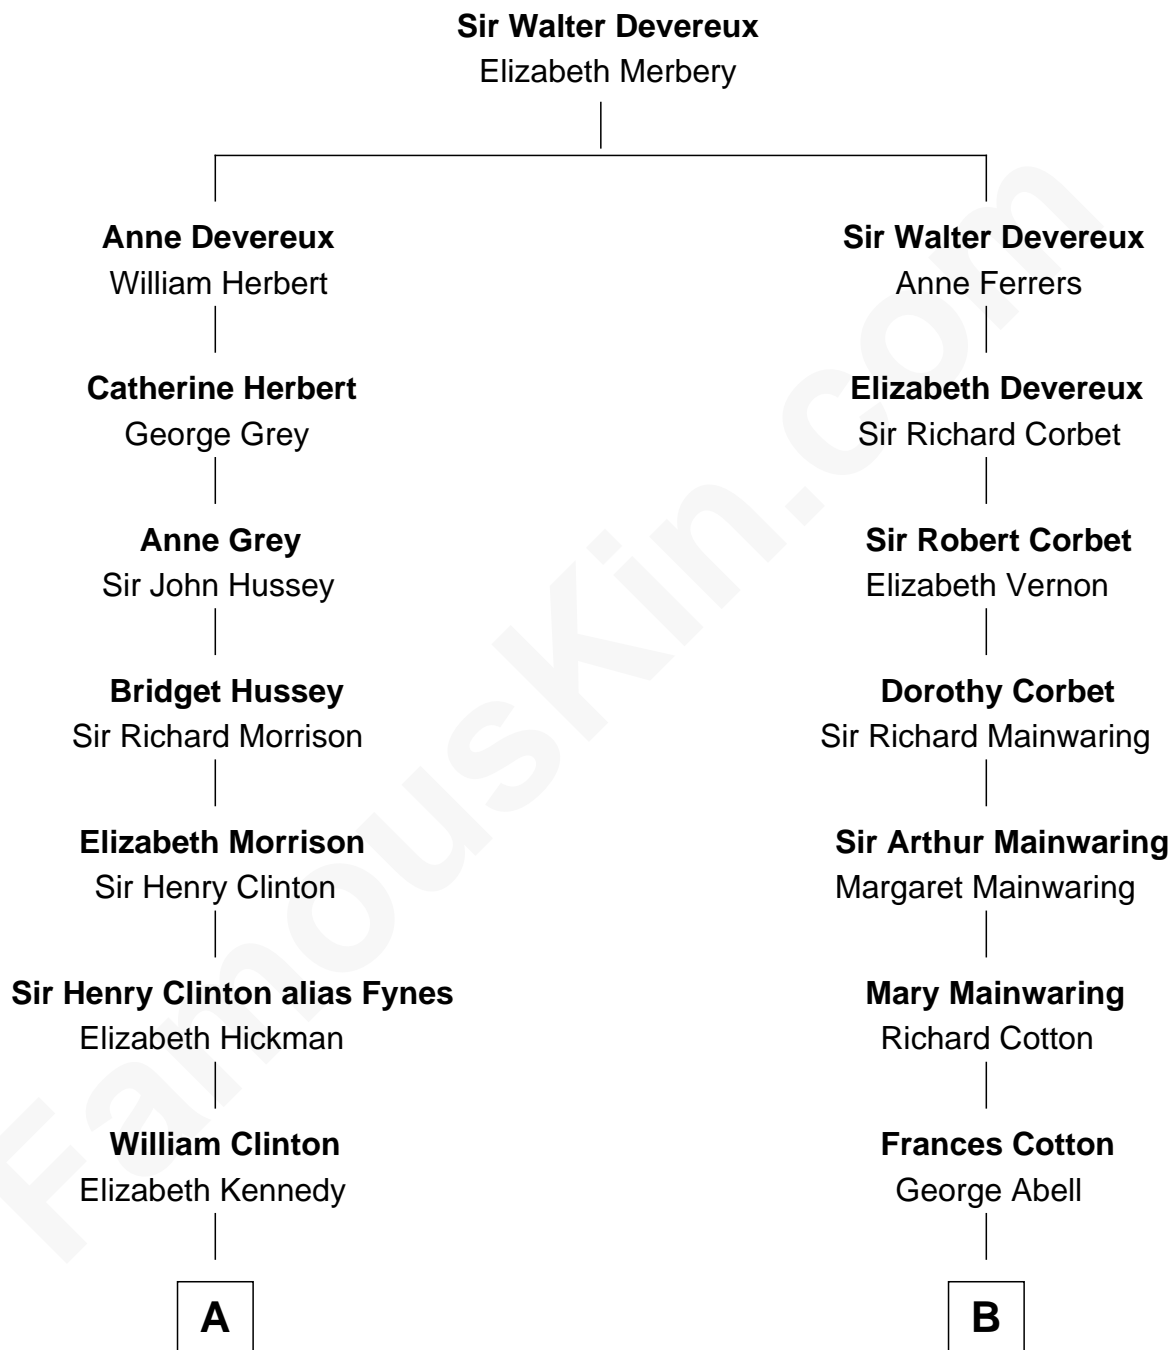 Sir Walter Devereux
Elizabeth Merbery
Anne Devereux
William Herbert
Sir Walter Devereux
Anne Ferrers
Catherine Herbert
George Grey
Elizabeth Devereux
Sir Richard Corbet
Anne Grey
Sir John Hussey
Sir Robert Corbet
Elizabeth Vernon
Bridget Hussey
Sir Richard Morrison
Dorothy Corbet
Sir Richard Mainwaring
Elizabeth Morrison
Sir Henry Clinton
Sir Arthur Mainwaring
Margaret Mainwaring
Sir Henry Clinton alias Fynes
Elizabeth Hickman
Mary Mainwaring
Richard Cotton
William Clinton
Elizabeth Kennedy
Frances Cotton
George Abell
A
B
FamousKin.com